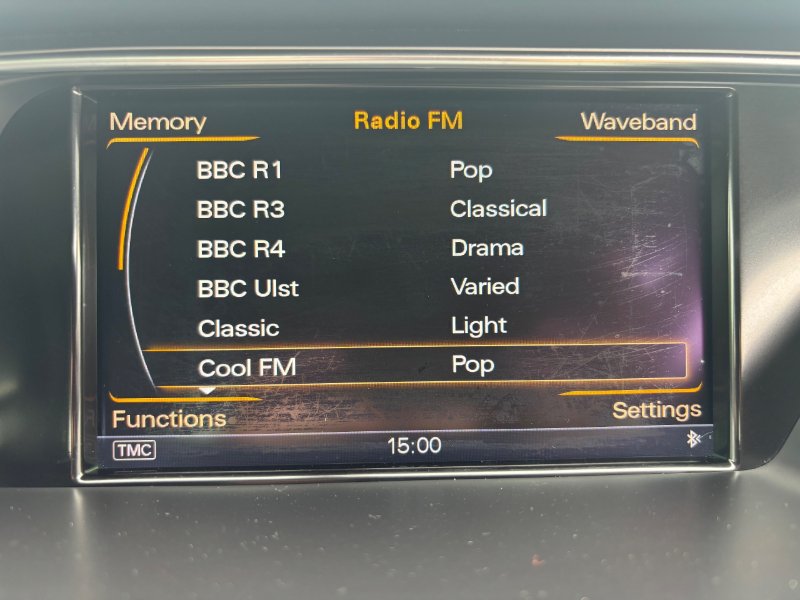 Memory Radio FM Waveband
BBC R1 Pop
BBC R3 Classical
BBC R4 Drama
BBC Ulst Varied
Classic Light
Cool FM Pop
Functions Settings
TMC 15:00